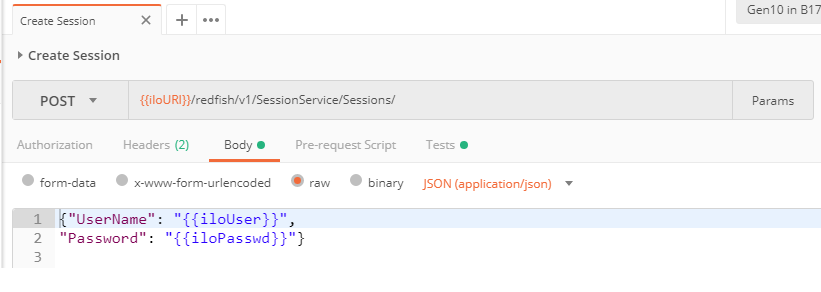 Create Session
Gen10 in B17
Create Session
POST {{iloURI}}/redfish/v1/SessionService/Sessions/ Params
Authorization Headers (2) Body Pre-request Script Tests
form-data x-www-form-urlencoded raw binary JSON (application/json)
1 {"UserName": "{{iloUser}}",
2 "Password": "{{iloPasswd}}"}
3